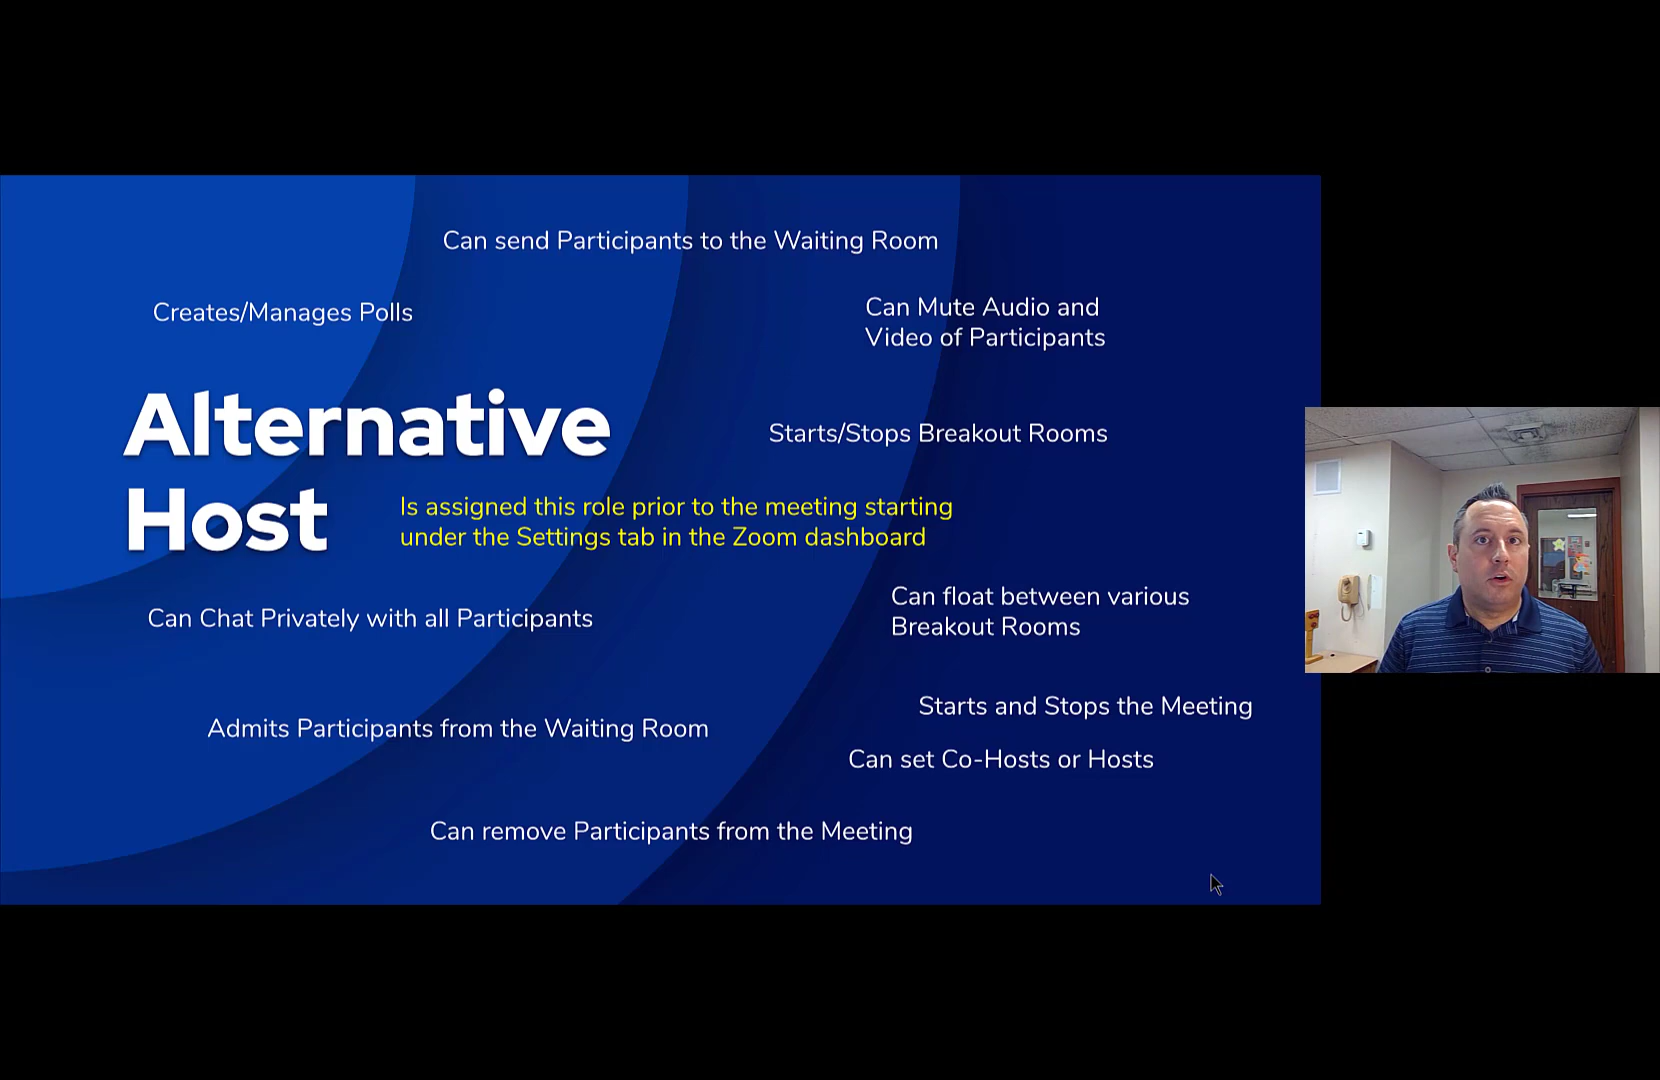 Can send Participants to the Waiting Room
Creates/Manages Polls
Can Mute Audio and
Video of Participants
Alternative
Host
Starts/Stops Breakout Rooms
Is assigned this role prior to the meeting starting
under the Settings tab in the Zoom dashboard
Can Chat Privately with all Participants
Can float between various
Breakout Rooms
Starts and Stops the Meeting
Admits Participants from the Waiting Room
Can set Co-Hosts or Hosts
Can remove Participants from the Meeting